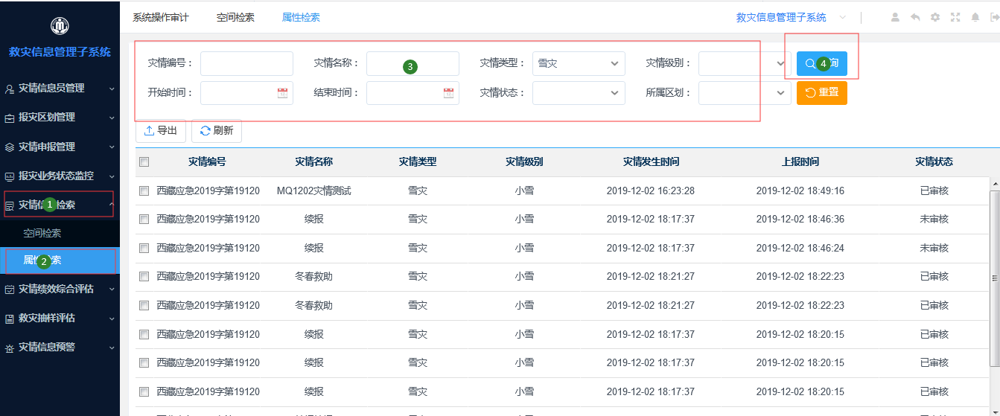 系统操作审计 空间检索 属性检索 救灾信息管理子系统
救灾信息管理子系统
灾情信息员管理
报灾区划管理
灾情申报管理
报灾业务状态监控
灾情信 1 检索
空间检索
属性 2 索
灾情绩效综合评估
救灾抽样评估
灾情信息预警
灾情编号： 灾情名称： 3 灾情类型： 雪灾 灾情级别： 4 询
开始时间： 结束时间： 灾情状态： 所属区划： 重置
导出 刷新
灾情编号 灾情名称 灾情类型 灾情级别 灾情发生时间 上报时间 灾情状态
西藏应急2019字第19120 MQ1202灾情测试 雪灾 小雪 2019-12-02 16:23:28 2019-12-02 18:49:16 已审核
西藏应急2019字第19120 续报 雪灾 小雪 2019-12-02 18:17:37 2019-12-02 18:46:36 未审核
西藏应急2019字第19120 续报 雪灾 小雪 2019-12-02 18:17:37 2019-12-02 18:46:24 未审核
西藏应急2019字第19120 冬春救助 雪灾 小雪 2019-12-02 18:21:27 2019-12-02 18:22:23 已审核
西藏应急2019字第19120 冬春救助 雪灾 小雪 2019-12-02 18:21:27 2019-12-02 18:22:23 已审核
西藏应急2019字第19120 续报 雪灾 小雪 2019-12-02 18:17:37 2019-12-02 18:20:15 已审核
西藏应急2019字第19120 续报 雪灾 小雪 2019-12-02 18:17:37 2019-12-02 18:20:15 已审核
西藏应急2019字第19120 续报 雪灾 小雪 2019-12-02 18:17:37 2019-12-02 18:20:15 已审核